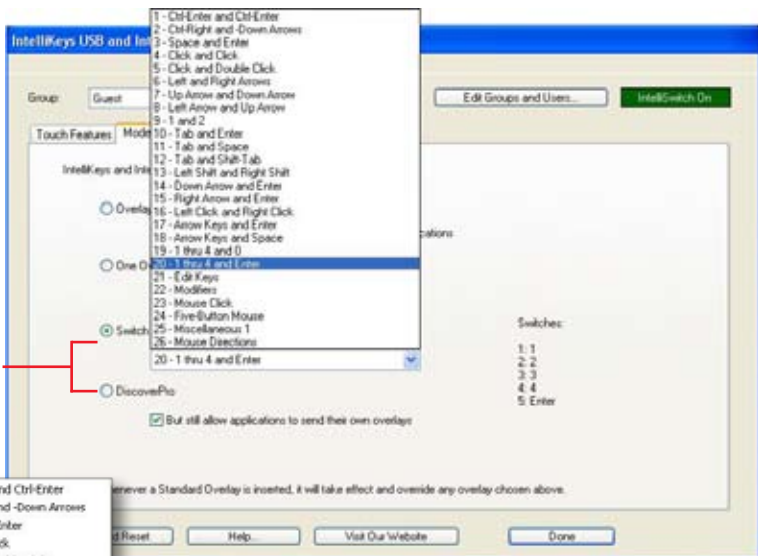 1 - Ctrl-Enter and Ctrl-Enter
2 - Ctrl-Right and -Down Arrows
IntelliKeys USB and Int
3 - Space and Enter
4 - Click and Click
5 - Click and Double Click
6 - Left and Right Arrows
7 - Up Arrow and Down Arrow
8 - Left Arrow and Up Arrow
9 - 1 and 2
10 - Tab and Enter
11 - Tab and Space
12 - Tab and Shift-Tab
13 - Left Shift and Right Shift
14 - Down Arrow and Enter
15 - Right Arrow and Enter
16 - Left Click and Right Click
17 - Arrow Keys and Enter
18 - Arrow Keys and Space
19 - 1 thru 4 and 0
20 - 1 thru 4 and Enter
21 - Edit Keys
22 - Modifiers
23 - Mouse Click
24 - Five-Button Mouse
25 - Miscellaneous 1
26 - Mouse Directions
Group: Guest
Edit Groups and Users...
IntelliSwitch On
Touch Features Mode
IntelliKeys and Inte
Overlay
cations
One O
Switch
20 - 1 thru 4 and Enter
Switches:
1: 1
2: 2
3: 3
4: 4
5: Enter
DiscoverPro
But still allow applications to send their own overlays
enever a Standard Overlay is inserted, it will take effect and override any overlay chosen above.
d Reset Help... Visit Our Website Done
nd Ctrl-Enter
nd -Down Arrows
Enter